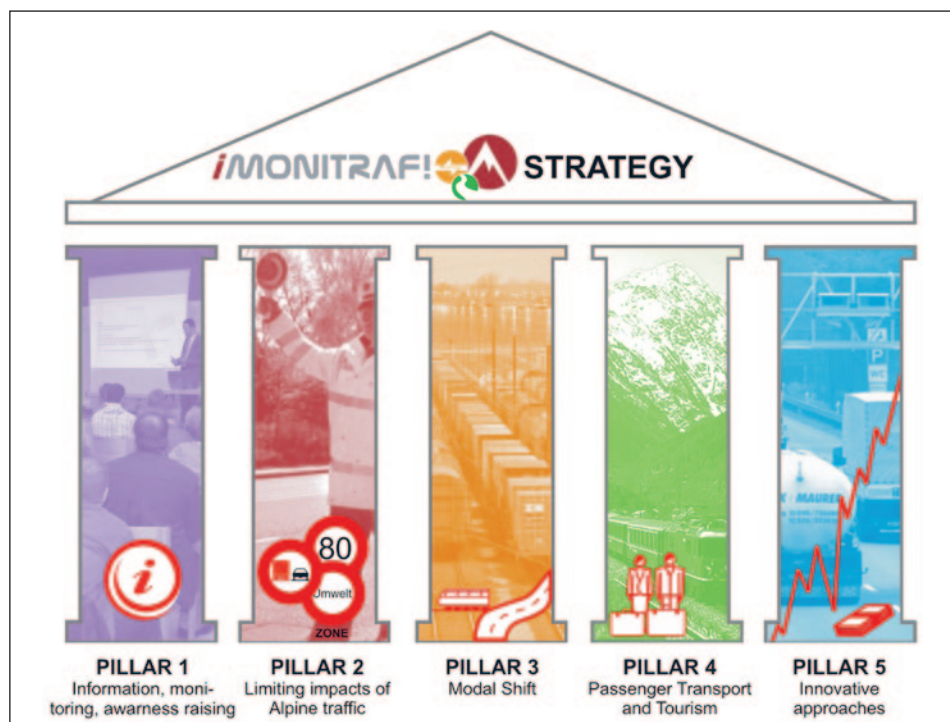 iMONITRAF! STRATEGY
P
WC
80
Umwelt
ZONE
i
PILLAR 1
Information, moni-
toring, awarness raising
PILLAR 2
Limiting impacts of
Alpine traffic
PILLAR 3
Modal Shift
PILLAR 4
Passenger Transport
and Tourism
PILLAR 5
Innovative
approaches